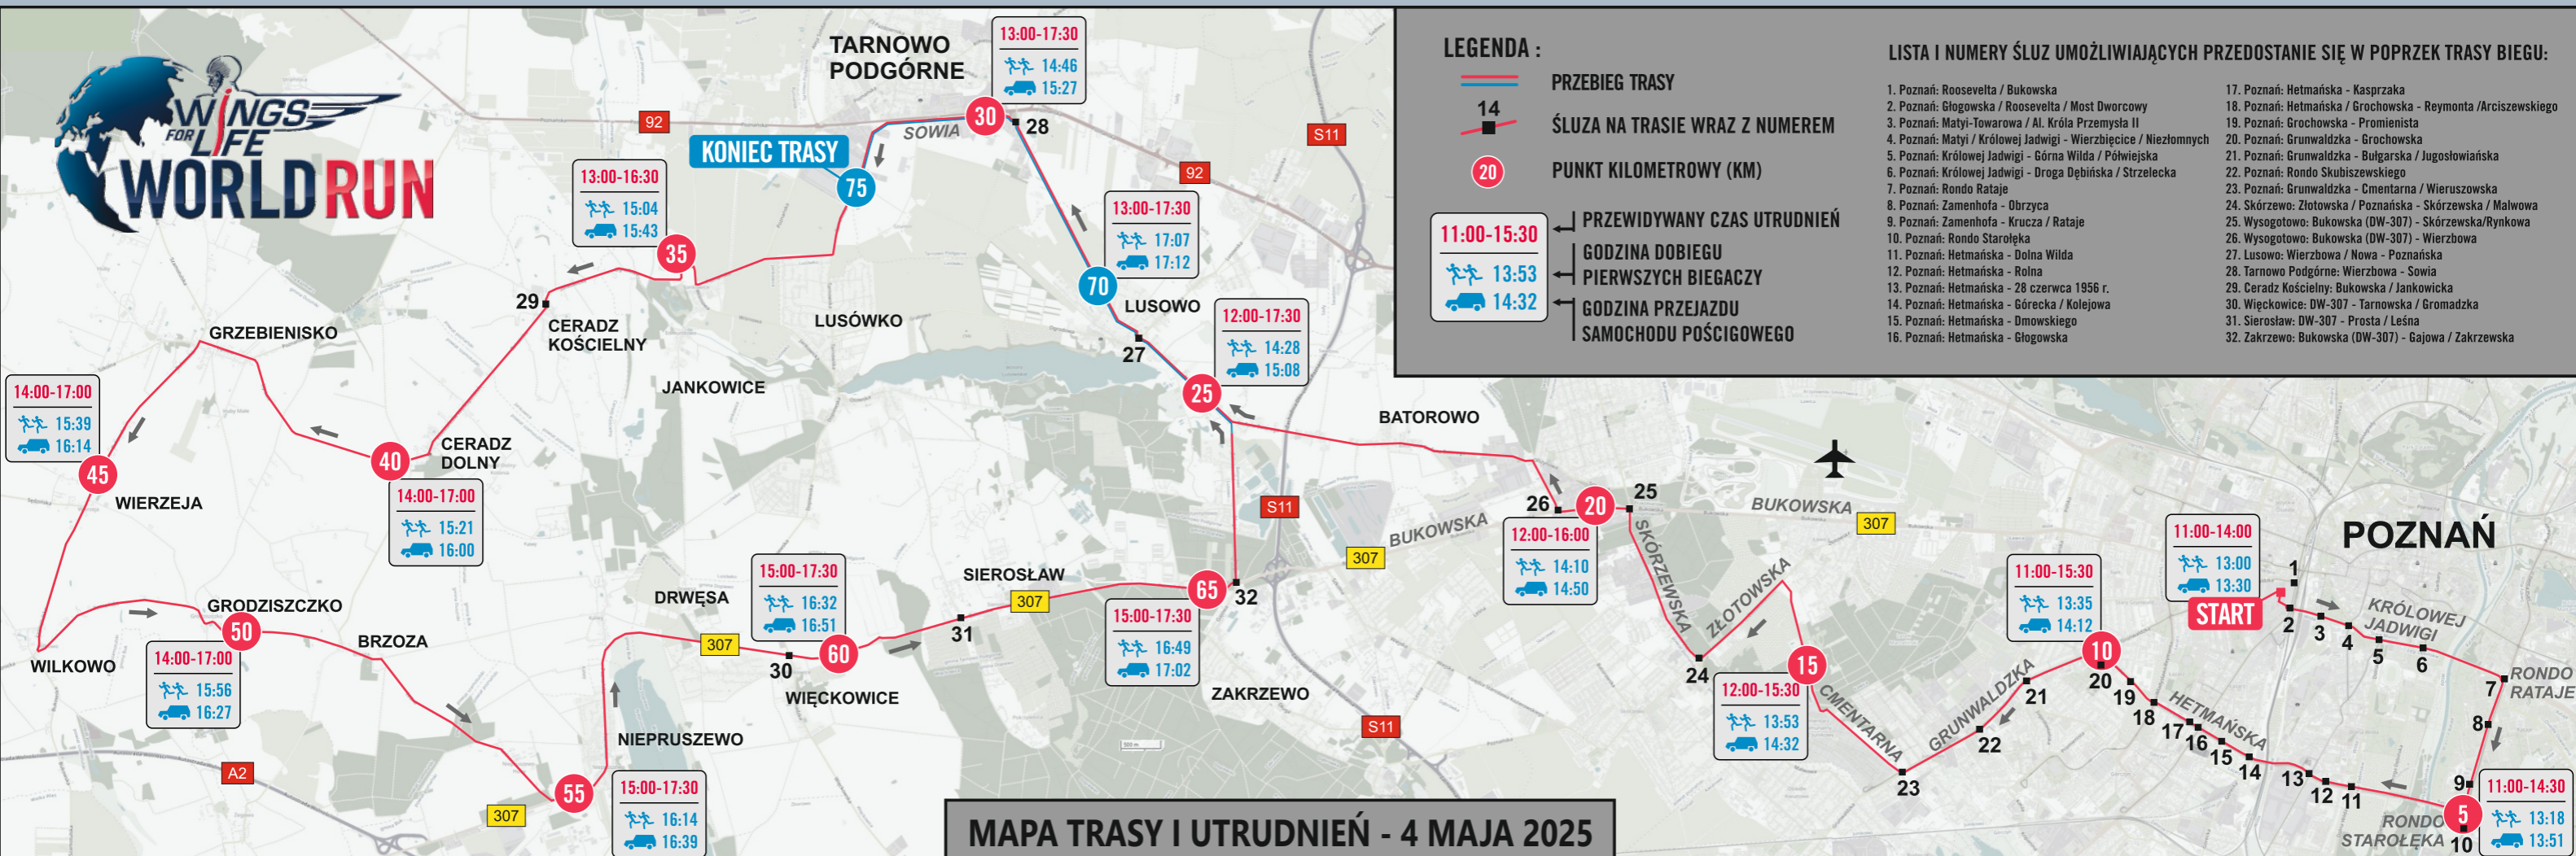 WINGS
FOR LIFE
WORLD RUN
TARNOWO
PODGÓRNE
13:00-17:30
14:46
15:27
30
28
92
SOWIA
KONIEC TRASY
75
S11
92
13:00-16:30
15:04
15:43
35
13:00-17:30
17:07
17:12
70
LUSOWO
29
CERADZ
KOŚCIELNY
LUSÓWKO
GRZEBIENISKO
JANKOWICE
27
12:00-17:30
14:28
15:08
25
BATOROWO
14:00-17:00
15:39
16:14
45
WIERZEJA
40
CERADZ
DOLNY
14:00-17:00
15:21
16:00
S11
BUKOWSKA
307
26
20
25
12:00-16:00
14:10
14:50
BUKOWSKA
307
SKÓRZEWSKA
ZŁOTOWSKA
24
15
12:00-15:30
13:53
14:32
CMENTARNA
23
GRUNWALDZKA
22
21
11:00-15:30
13:35
14:12
10
20
19
18
17
16
15
14
HETMAŃSKA
13
12
11
POZNAŃ
11:00-14:00
13:00
13:30
START
1
2
3
4
5
6
KRÓLOWEJ
JADWIGI
7
RONDO
RATAJE
8
9
5
10
RONDO
STAROŁĘKA
11:00-14:30
13:18
13:51
WILKOWO
GRODZISZCZKO
50
14:00-17:00
15:56
16:27
BRZOZA
A2
307
55
15:00-17:30
16:14
16:39
NIEPRUSZEWO
DRWĘSA
307
15:00-17:30
16:32
16:51
30
60
WIĘCKOWICE
31
SIEROSŁAW
307
65
32
15:00-17:30
16:49
17:02
ZAKRZEWO
S11
500 m
MAPA TRASY I UTRUDNIEŃ - 4 MAJA 2025
LEGENDA :
PRZEBIEG TRASY
14
ŚLUZA NA TRASIE WRAZ Z NUMEREM
20
PUNKT KILOMETROWY (KM)
11:00-15:30
13:53
14:32
PRZEWIDYWANY CZAS UTRUDNIEŃ
GODZINA DOBIEGU
PIERWSZYCH BIEGACZY
GODZINA PRZEJAZDU
SAMOCHODU POŚCIGOWEGO
LISTA I NUMERY ŚLUZ UMOŻLIWIAJĄCYCH PRZEDOSTANIE SIĘ W POPRZEK TRASY BIEGU:
1. Poznań: Roosevelta / Bukowska
2. Poznań: Głogowska / Roosevelta / Most Dworcowy
3. Poznań: Matyi-Towarowa / Al. Króla Przemysła II
4. Poznań: Matyi / Królowej Jadwigi - Wierzbięcice / Niezłomnych
5. Poznań: Królowej Jadwigi - Górna Wilda / Półwiejska
6. Poznań: Królowej Jadwigi - Droga Dębińska / Strzelecka
7. Poznań: Rondo Rataje
8. Poznań: Zamenhofa - Obrzyca
9. Poznań: Zamenhofa - Krucza / Rataje
10. Poznań: Rondo Starołęka
11. Poznań: Hetmańska - Dolna Wilda
12. Poznań: Hetmańska - Rolna
13. Poznań: Hetmańska - 28 czerwca 1956 r.
14. Poznań: Hetmańska - Górecka / Kolejowa
15. Poznań: Hetmańska - Dmowskiego
16. Poznań: Hetmańska - Głogowska
17. Poznań: Hetmańska - Kasprzaka
18. Poznań: Hetmańska / Grochowska - Reymonta /Arciszewskiego
19. Poznań: Grochowska - Promienista
20. Poznań: Grunwaldzka - Grochowska
21. Poznań: Grunwaldzka - Bułgarska / Jugosłowiańska
22. Poznań: Rondo Skubiszewskiego
23. Poznań: Grunwaldzka - Cmentarna / Wieruszowska
24. Skórzewo: Złotowska / Poznańska - Skórzewska / Malwowa
25. Wysogotowo: Bukowska (DW-307) - Skórzewska/Rynkowa
26. Wysogotowo: Bukowska (DW-307) - Wierzbowa
27. Lusowo: Wierzbowa / Nowa - Poznańska
28. Tarnowo Podgórne: Wierzbowa - Sowia
29. Ceradz Kościelny: Bukowska / Jankowicka
30. Więckowice: DW-307 - Tarnowska / Gromadzka
31. Sierosław: DW-307 - Prosta / Leśna
32. Zakrzewo: Bukowska (DW-307) - Gajowa / Zakrzewska